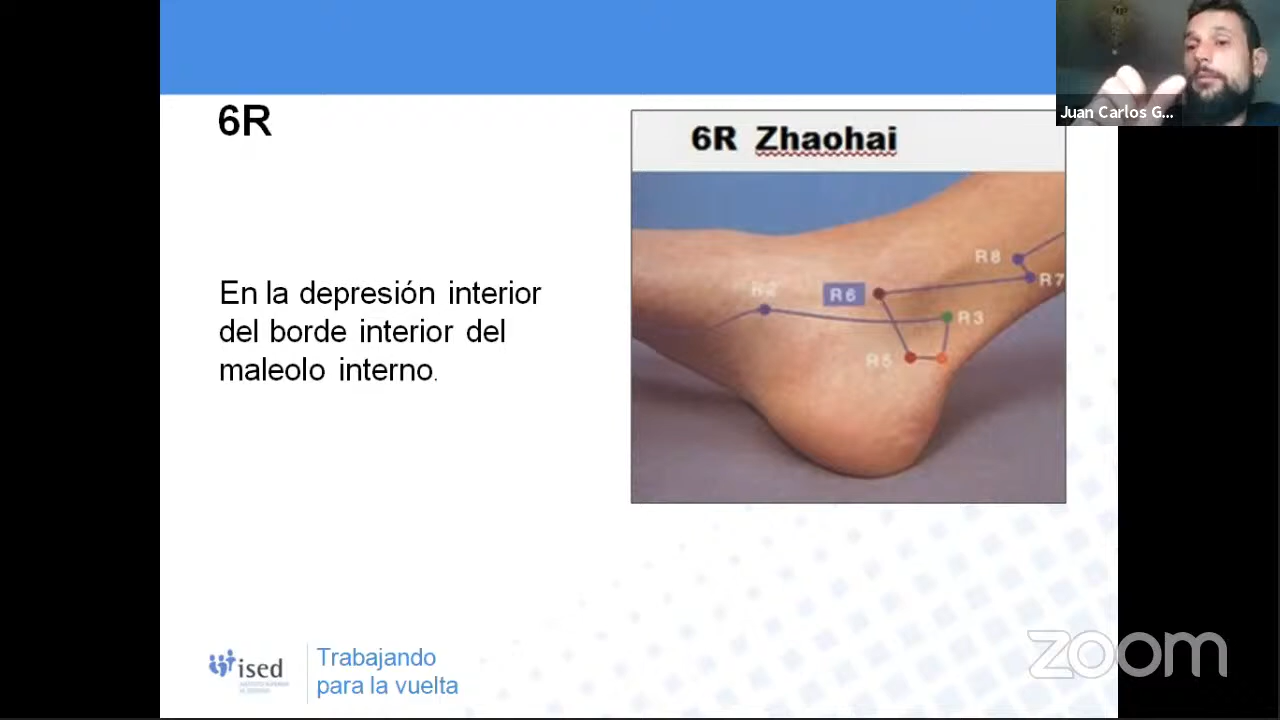 6R
6R Zhaohai
Juan Carlos G...
R8
R7
R2
R6
R3
R5
En la depresión interior
del borde interior del
maleolo interno.
ised
Trabajando
para la vuelta
zoom